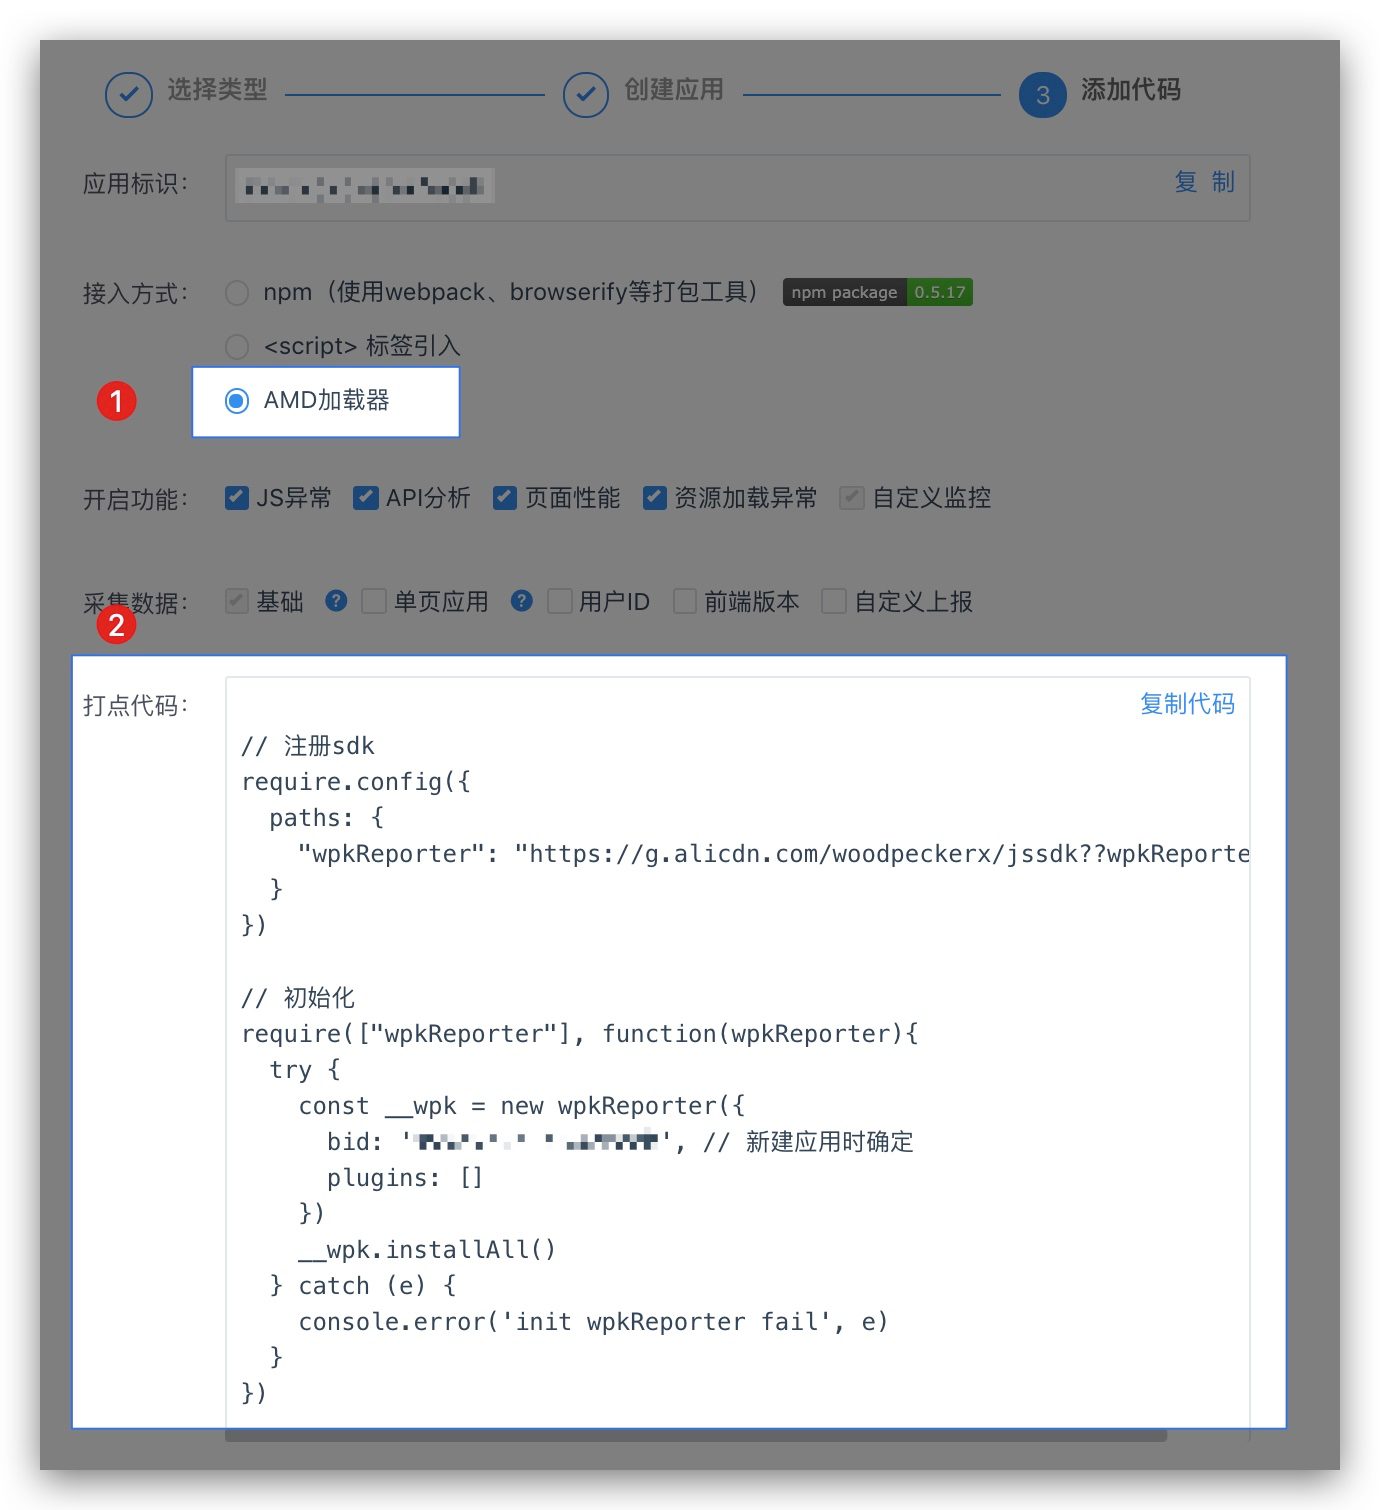 选择类型
创建应用
3 添加代码
应用标识：
复 制
接入方式：
npm（使用webpack、browserify等打包工具） npm package 0.5.17
<script> 标签引入
1
AMD加载器
开启功能： JS异常 API分析 页面性能 资源加载异常 自定义监控
采集数据： 基础 ? 单页应用 ? 用户ID 前端版本 自定义上报
2
打点代码：
复制代码
// 注册sdk
require.config({
  paths: {
    "wpkReporter": "https://g.alicdn.com/woodpeckerx/jssdk??wpkReporte
  }
})
// 初始化
require(["wpkReporter"], function(wpkReporter){
  try {
    const __wpk = new wpkReporter({
      bid: '', // 新建应用时确定
      plugins: []
    })
    __wpk.installAll()
  } catch (e) {
    console.error('init wpkReporter fail', e)
  }
})